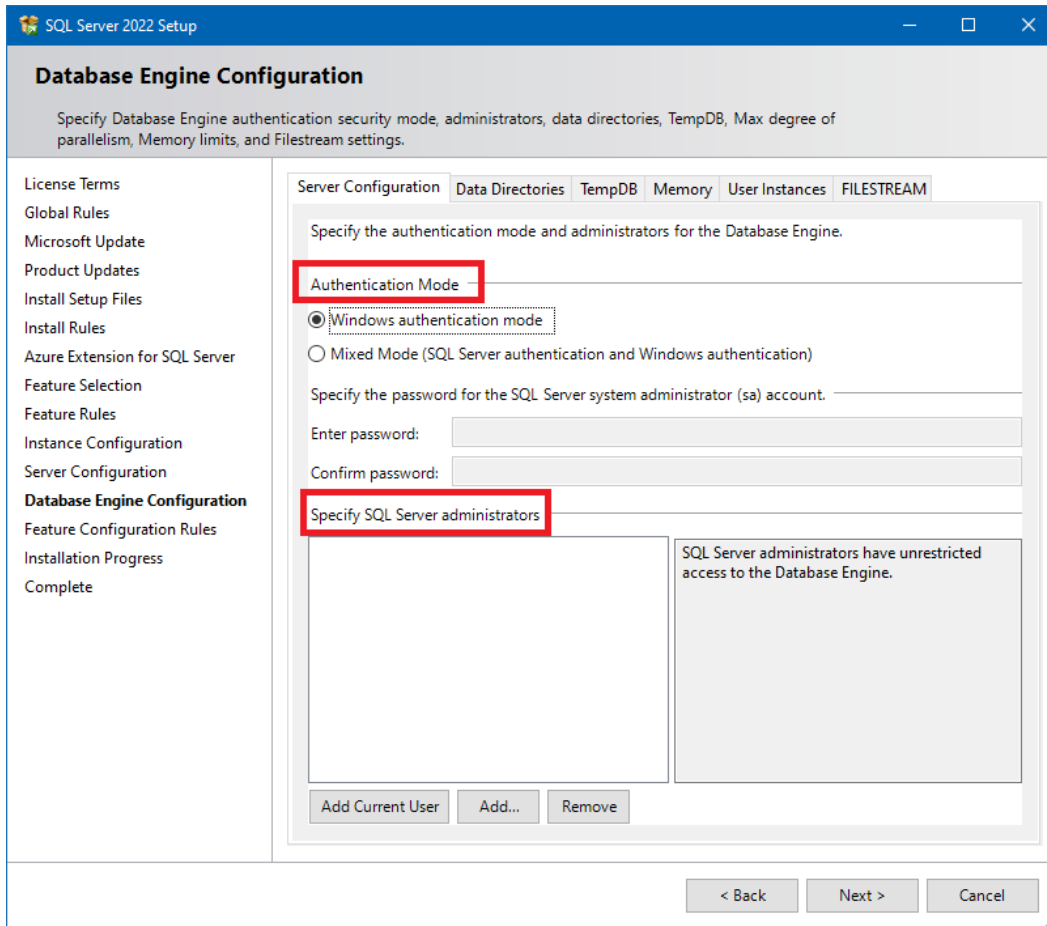 SQL Server 2022 Setup
Database Engine Configuration
Specify Database Engine authentication security mode, administrators, data directories, TempDB, Max degree of
parallelism, Memory limits, and Filestream settings.
License Terms
Global Rules
Microsoft Update
Product Updates
Install Setup Files
Install Rules
Azure Extension for SQL Server
Feature Selection
Feature Rules
Instance Configuration
Server Configuration
Database Engine Configuration
Feature Configuration Rules
Installation Progress
Complete
Server Configuration Data Directories TempDB Memory User Instances FILESTREAM
Specify the authentication mode and administrators for the Database Engine.
Authentication Mode
Windows authentication mode
Mixed Mode (SQL Server authentication and Windows authentication)
Specify the password for the SQL Server system administrator (sa) account.
Enter password:
Confirm password:
Specify SQL Server administrators
SQL Server administrators have unrestricted
access to the Database Engine.
Add Current User Add... Remove
< Back Next > Cancel